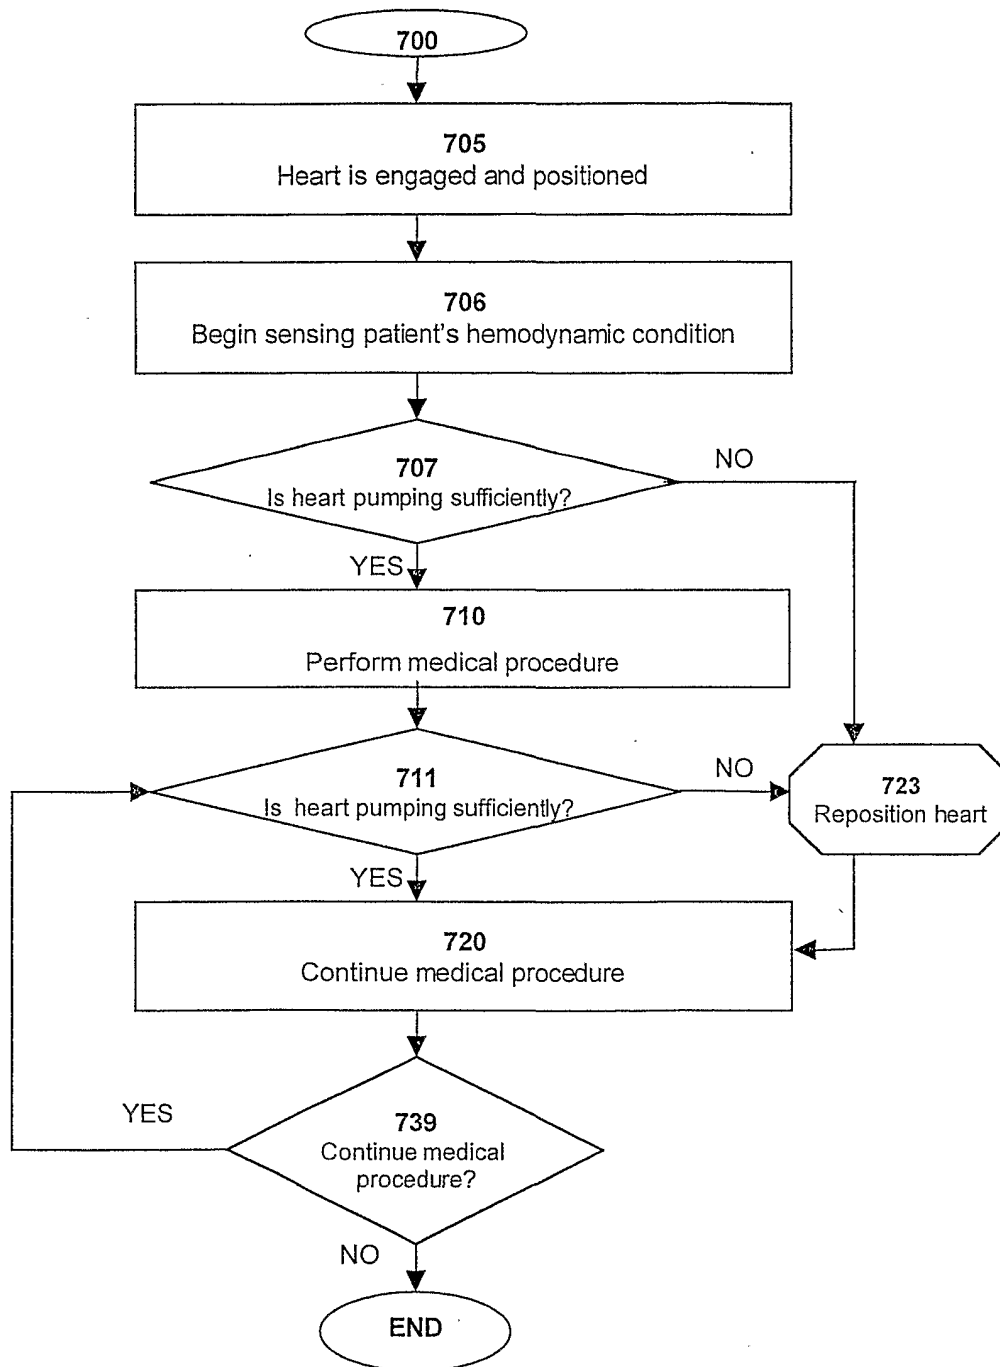 700
705
Heart is engaged and positioned
706
Begin sensing patient's hemodynamic condition
707
Is heart pumping sufficiently?
NO
YES
710
Perform medical procedure
711
Is heart pumping sufficiently?
NO
723
Reposition heart
YES
720
Continue medical procedure
YES
739
Continue medical
procedure?
NO
END